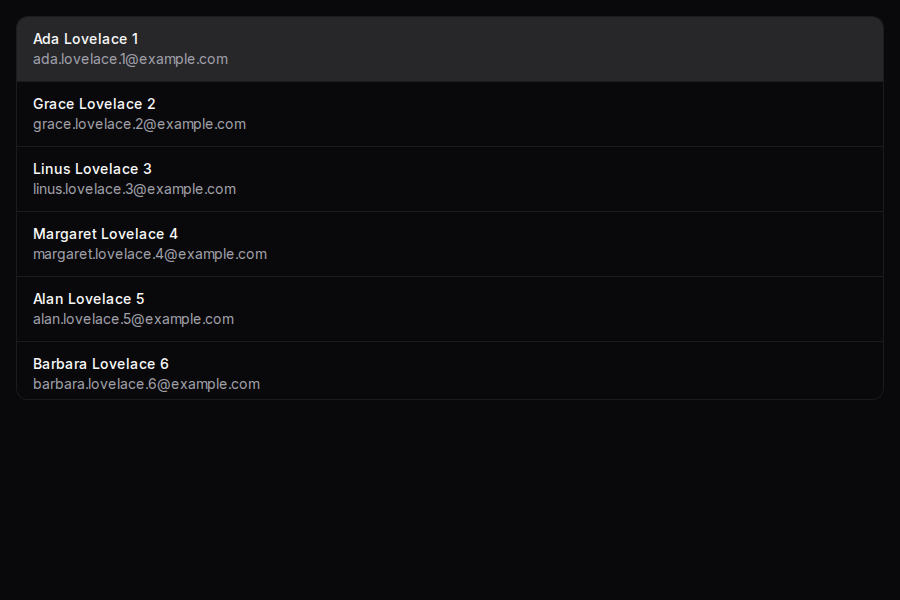 Ada Lovelace 1
ada.lovelace.1@example.com
Grace Lovelace 2
grace.lovelace.2@example.com
Linus Lovelace 3
linus.lovelace.3@example.com
Margaret Lovelace 4
margaret.lovelace.4@example.com
Alan Lovelace 5
alan.lovelace.5@example.com
Barbara Lovelace 6
barbara.lovelace.6@example.com